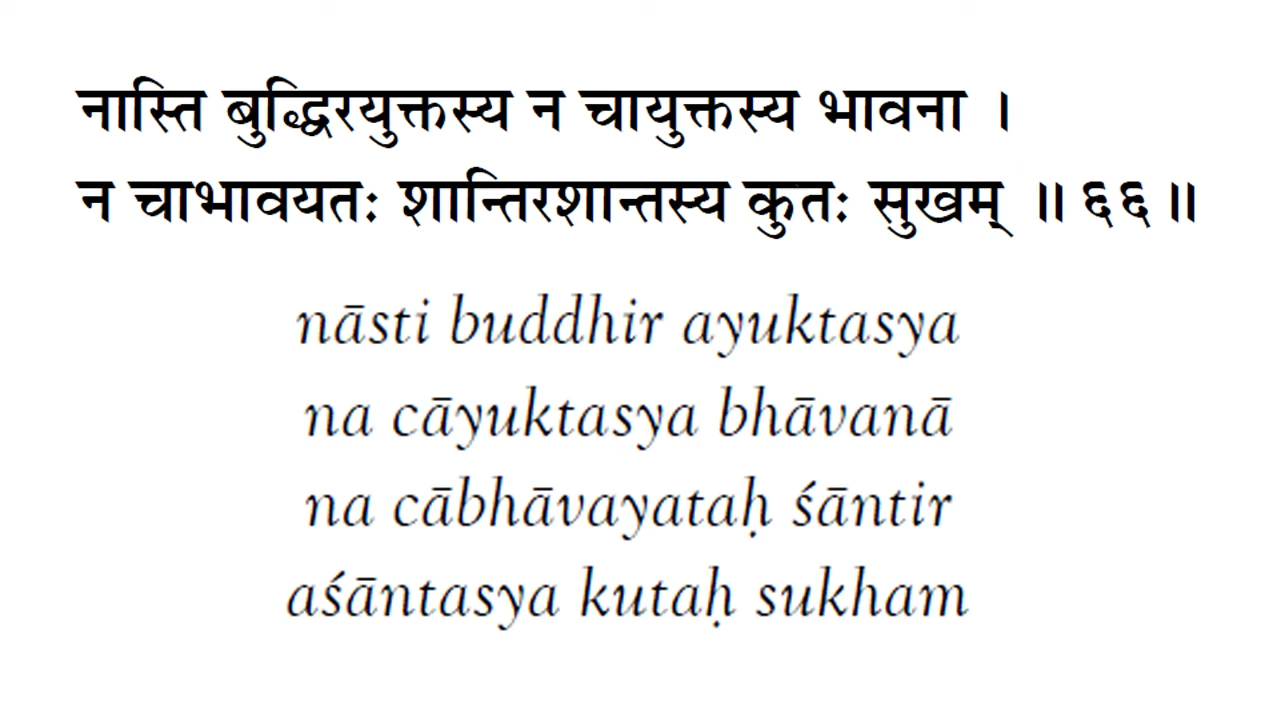 नास्ति बुद्धिरयुक्तस्य न चायुक्तस्य भावना ।
न चाभावयतः शान्तिरशान्तस्य कुतः सुखम् ॥ ६६॥
nāsti buddhir ayuktasya
na cāyuktasya bhāvanā
na cābhāvayataḥ śāntir
aśāntasya kutaḥ sukham